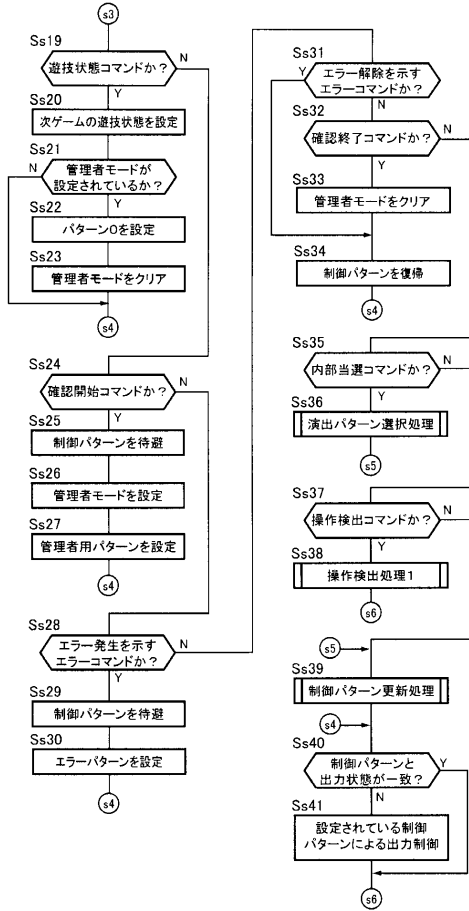 s3
Ss19
遊技状態コマンドか?
N
Y
Ss20
次ゲームの遊技状態を設定
Ss21
N
管理者モードが
設定されているか?
Y
Ss22
パターン0を設定
Ss23
管理者モードをクリア
s4
Ss24
確認開始コマンドか?
N
Y
Ss25
制御パターンを待避
Ss26
管理者モードを設定
Ss27
管理者用パターンを設定
s4
Ss28
エラー発生を示す
エラーコマンドか?
N
Y
Ss29
制御パターンを待避
Ss30
エラーパターンを設定
s4
Ss31
Y
エラー解除を示す
エラーコマンドか?
N
Ss32
確認終了コマンドか?
N
Y
Ss33
管理者モードをクリア
Ss34
制御パターンを復帰
s4
Ss35
内部当選コマンドか?
N
Y
Ss36
演出パターン選択処理
s5
Ss37
操作検出コマンドか?
N
Y
Ss38
操作検出処理1
s6
s5
Ss39
制御パターン更新処理
s4
Ss40
制御パターンと
出力状態が一致?
Y
N
Ss41
設定されている制御
パターンによる出力制御
s6